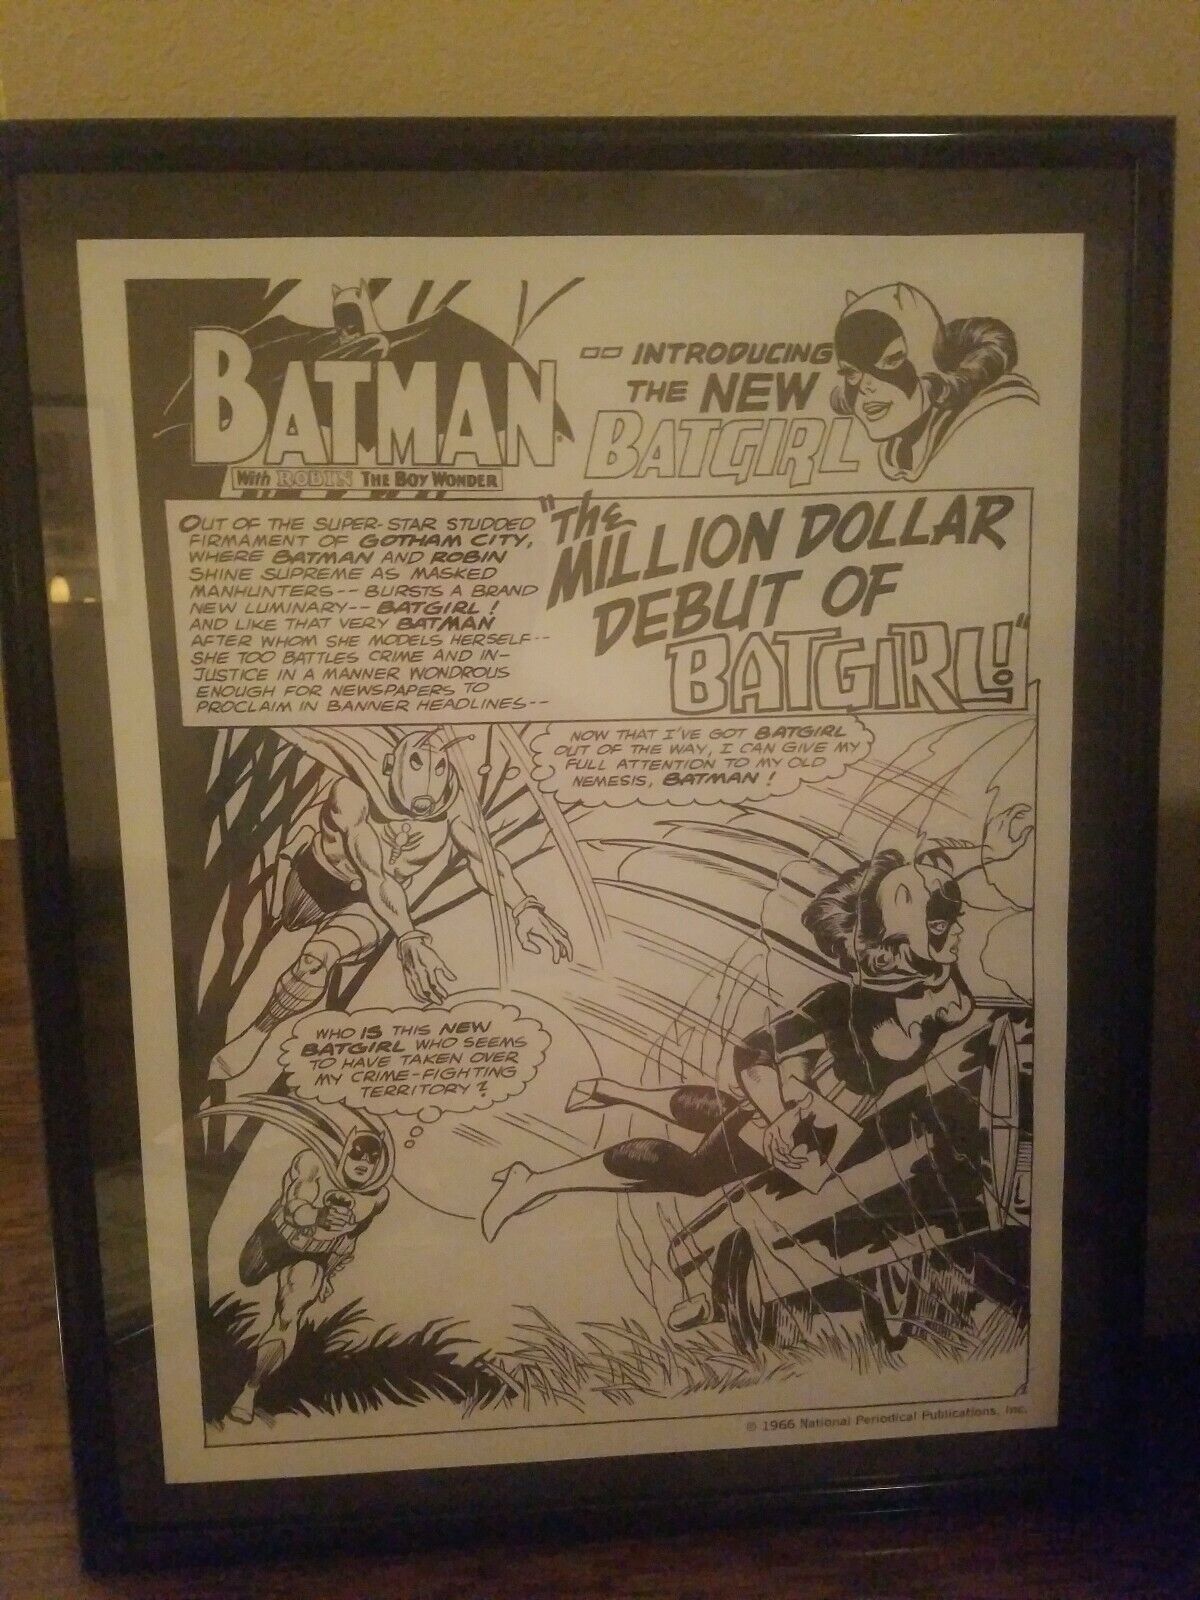 BATMAN
With ROBIN THE BOY WONDER
-- INTRODUCING
THE NEW
BATGIRL
OUT OF THE SUPER-STAR STUDDED
FIRMAMENT OF GOTHAM CITY,
WHERE BATMAN AND ROBIN
SHINE SUPREME AS MASKED
MANHUNTERS-- BURSTS A BRAND
NEW LUMINARY-- BATGIRL!
AND LIKE THAT VERY BATMAN
AFTER WHOM SHE MODELS HERSELF--
SHE TOO BATTLES CRIME AND IN-
JUSTICE IN A MANNER WONDROUS
ENOUGH FOR NEWSPAPERS TO
PROCLAIM IN BANNER HEADLINES--
"The
MILLION DOLLAR
DEBUT OF
BATGIRL!"
NOW THAT I'VE GOT BATGIRL
OUT OF THE WAY, I CAN GIVE MY
FULL ATTENTION TO MY OLD
NEMESIS, BATMAN!
WHO IS THIS NEW
BATGIRL WHO SEEMS
TO HAVE TAKEN OVER
MY CRIME-FIGHTING
TERRITORY?
© 1966 National Periodical Publications, Inc.